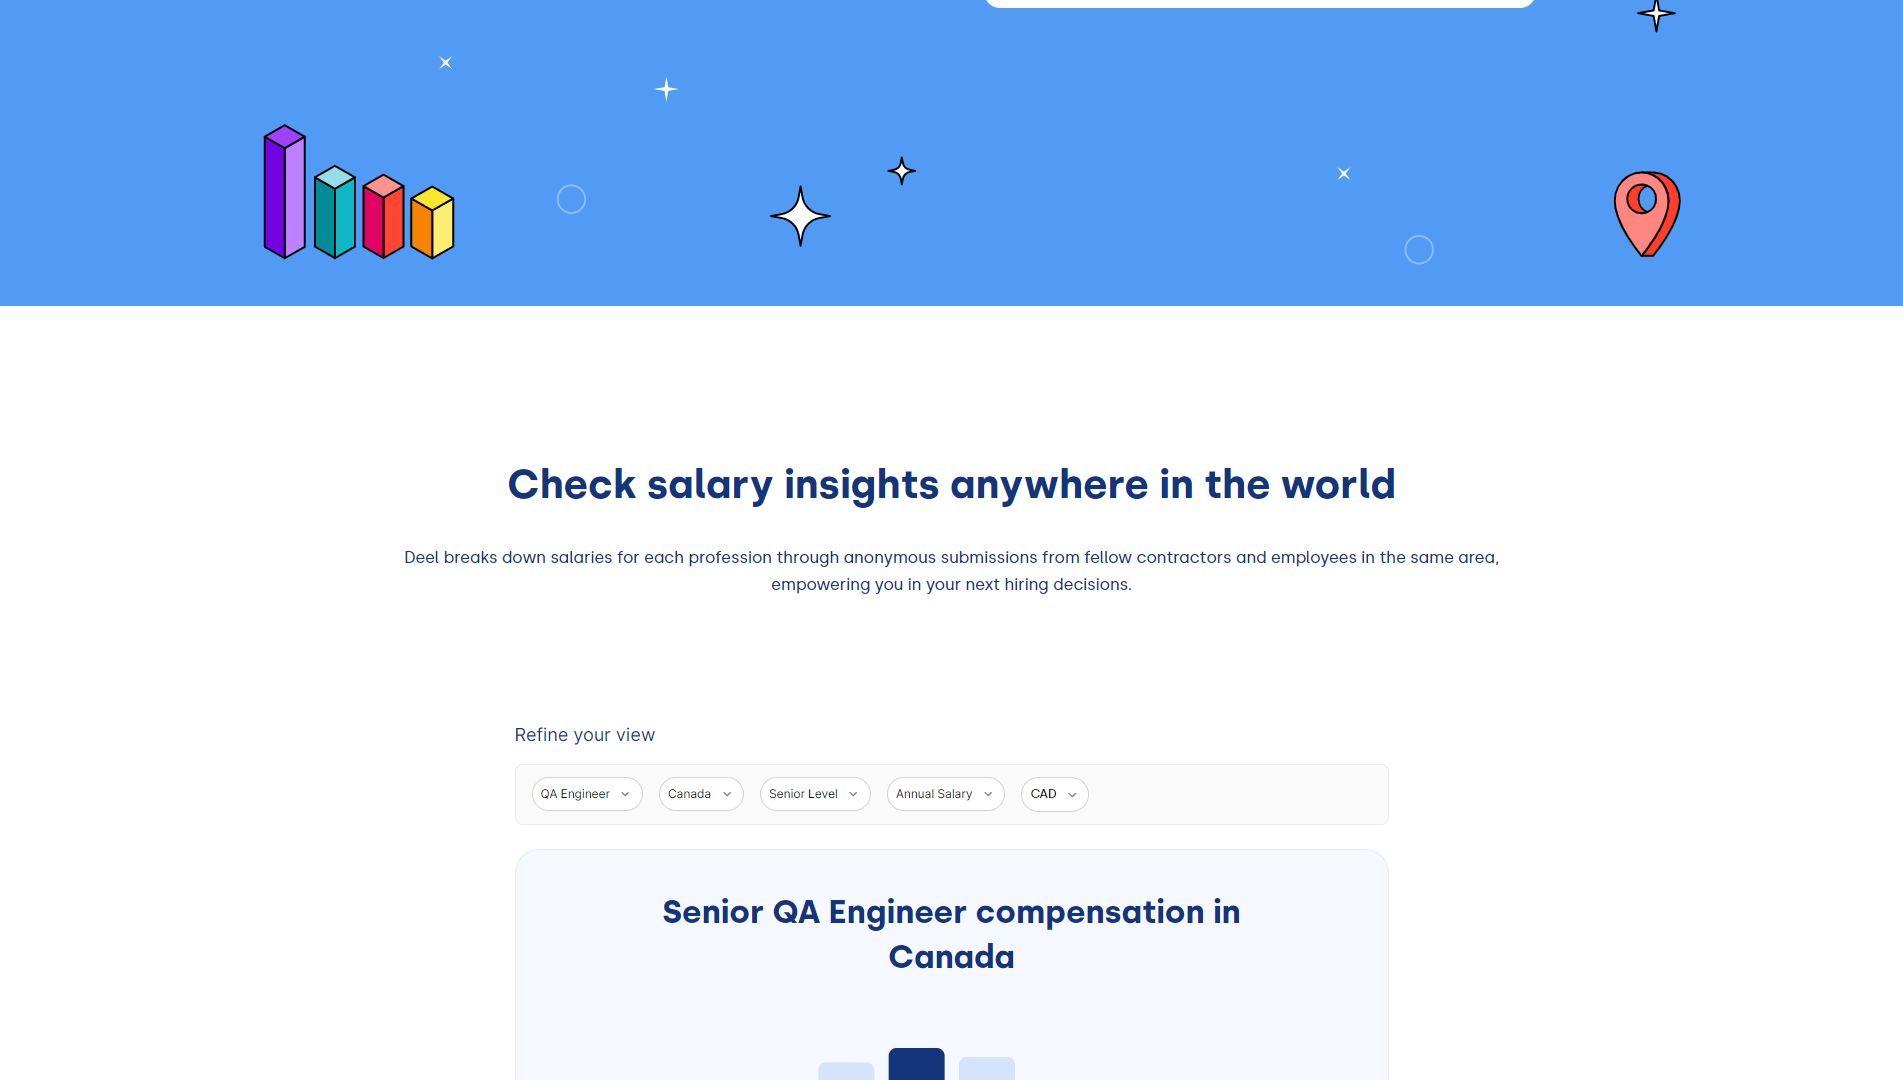 Check salary insights anywhere in the world
Deel breaks down salaries for each profession through anonymous submissions from fellow contractors and employees in the same area,
empowering you in your next hiring decisions.
Refine your view
QA Engineer Canada Senior Level Annual Salary CAD
Senior QA Engineer compensation in
Canada